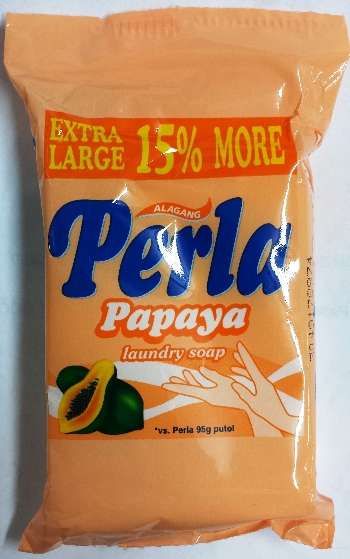 EXTRA
LARGE
15% MORE
ALAGANG
Perla
Papaya
laundry soap
*vs. Perla 95g putol